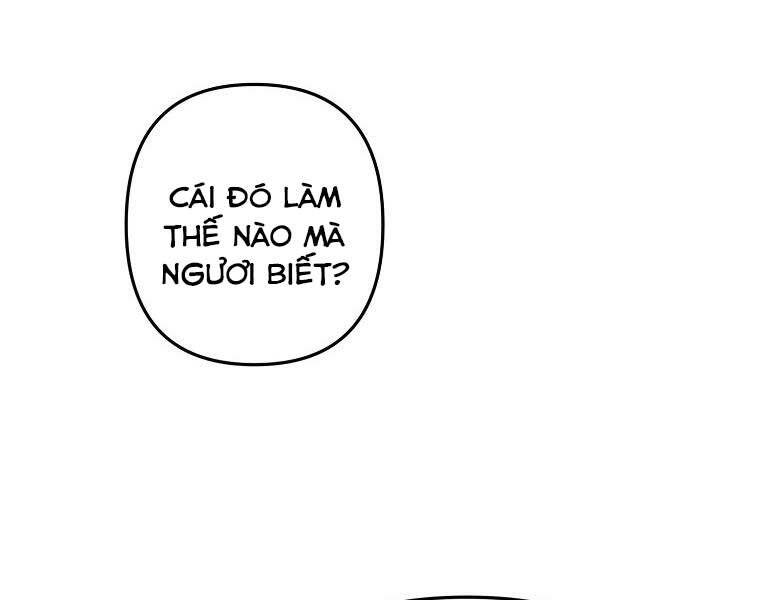 CÁI ĐÓ LÀM
THẾ NÀO MÀ
NGƯƠI BIẾT?